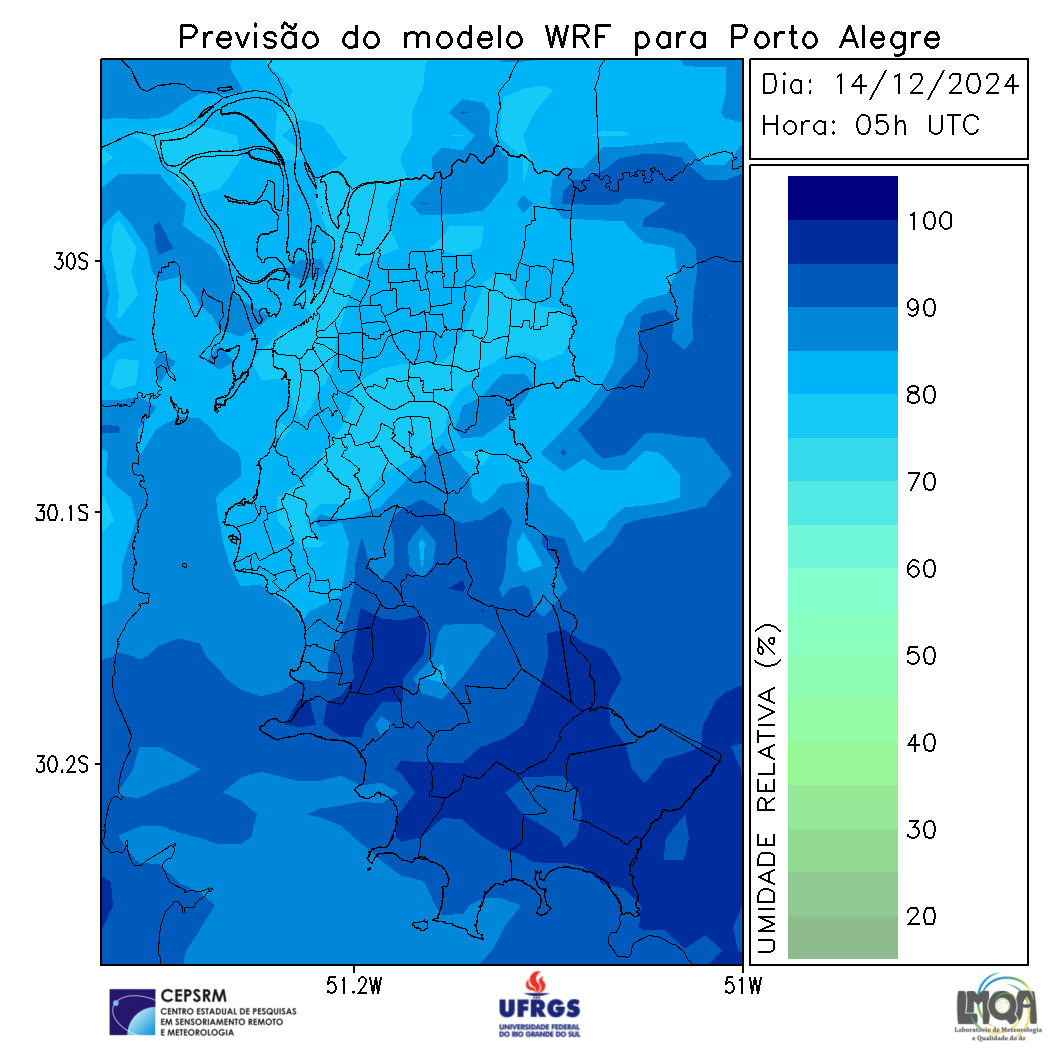 Previsão do modelo WRF para Porto Alegre
Dia: 14/12/2024
Hora: 05h UTC
30S
30.1S
30.2S
51.2W
51W
100
90
80
70
60
50
40
30
20
UMIDADE RELATIVA (%)
CEPSRM
CENTRO ESTADUAL DE PESQUISAS
EM SENSORIAMENTO REMOTO
E METEOROLOGIA
UFRGS
UNIVERSIDADE FEDERAL
DO RIO GRANDE DO SUL
LMQA
Laboratório de Meteorologia
e Qualidade do Ar